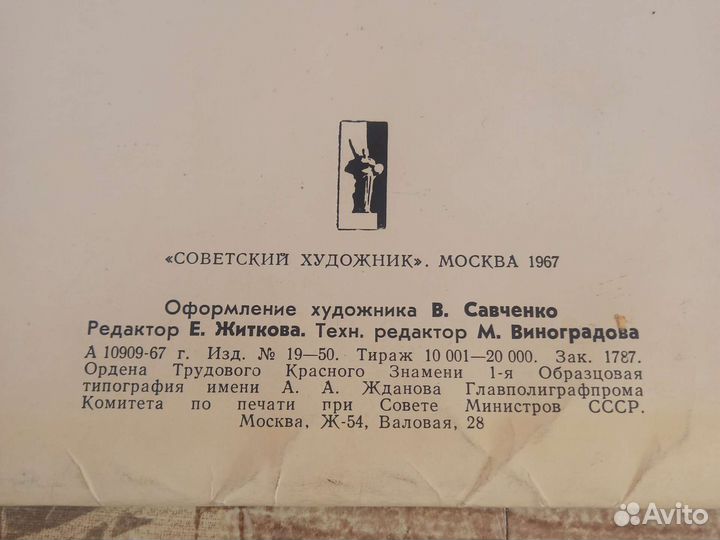 «СОВЕТСКИЙ ХУДОЖНИК». МОСКВА 1967
Оформление художника В. Савченко
Редактор Е. Житкова. Техн. редактор М. Виноградова
А 10909-67 г. Изд. № 19—50. Тираж 10 001—20 000. Зак. 1787.
Ордена Трудового Красного Знамени 1-я Образцовая
типография имени А. А. Жданова Главполиграфпрома
Комитета по печати при Совете Министров СССР.
Москва, Ж-54, Валовая, 28
Avito